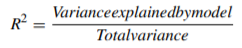 R² = Varianceexplainedbymodel / Totalvariance